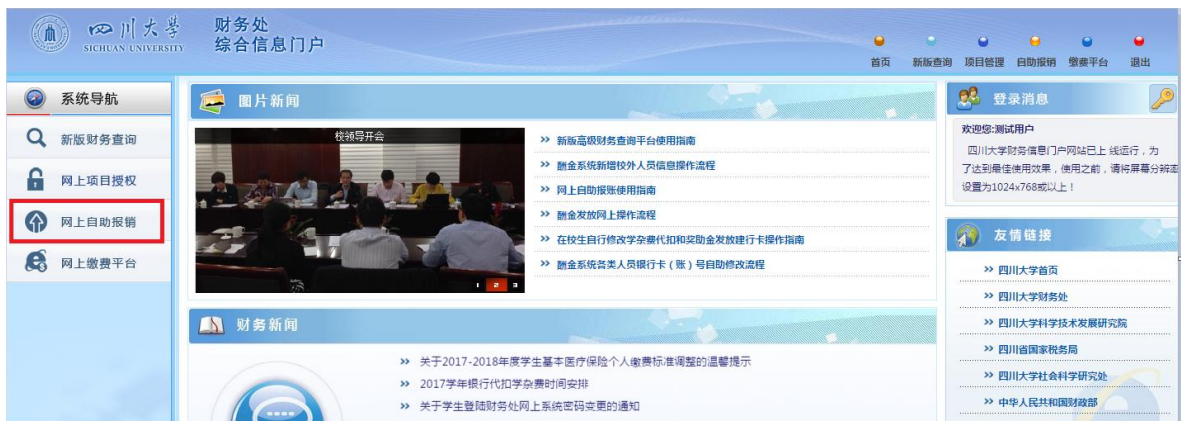 四川大学
SICHUAN UNIVERSITY
财务处
综合信息门户
首页 新版查询 项目管理 自助报销 缴费平台 退出
系统导航
新版财务查询
网上项目授权
网上自助报销
网上缴费平台
图片新闻
校领导开会
1 2 3
>> 新版高级财务查询平台使用指南
>> 酬金系统新增校外人员信息操作流程
>> 网上自助报账使用指南
>> 酬金发放网上操作流程
>> 在校生自行修改学杂费代扣和奖助金发放建行卡操作指南
>> 酬金系统各类人员银行卡（账）号自助修改流程
财务新闻
>> 关于2017-2018年度学生基本医疗保险个人缴费标准调整的温馨提示
>> 2017学年银行代扣学杂费时间安排
>> 关于学生登陆财务处网上系统密码变更的通知
登录消息
欢迎您:测试用户
四川大学财务信息门户网站已上 线运行，为
了达到最佳使用效果，使用之前，请将屏幕分辨率
设置为1024x768或以上！
友情链接
>> 四川大学首页
>> 四川大学财务处
>> 四川大学科学技术发展研究院
>> 四川省国家税务局
>> 四川大学社会科学研究处
>> 中华人民共和国财政部